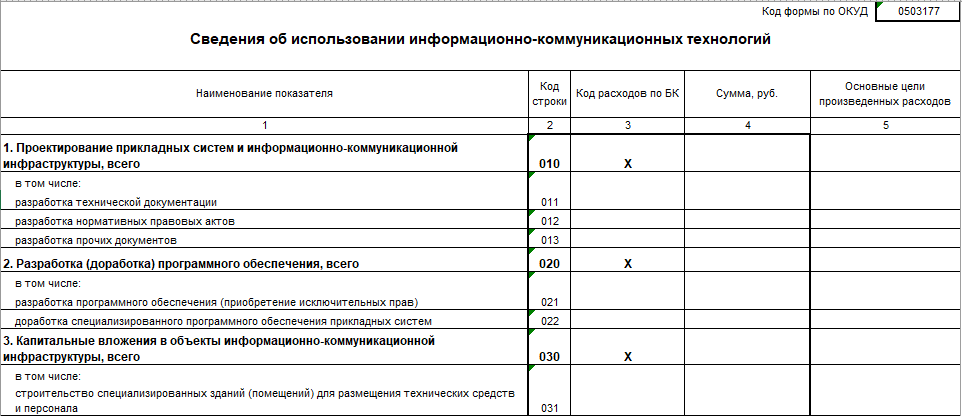 Код формы по ОКУД 0503177
Сведения об использовании информационно-коммуникационных технологий
Наименование показателя
Код
строки
Код расходов по БК
Сумма, руб.
Основные цели
произведенных расходов
1 2 3 4 5
1. Проектирование прикладных систем и информационно-коммуникационной
инфраструктуры, всего 010 X
в том числе:
разработка технической документации 011
разработка нормативных правовых актов 012
разработка прочих документов 013
2. Разработка (доработка) программного обеспечения, всего 020 X
в том числе:
разработка программного обеспечения (приобретение исключительных прав) 021
доработка специализированного программного обеспечения прикладных систем 022
3. Капитальные вложения в объекты информационно-коммуникационной
инфраструктуры, всего 030 X
в том числе:
строительство специализированных зданий (помещений) для размещения технических средств
и персонала 031